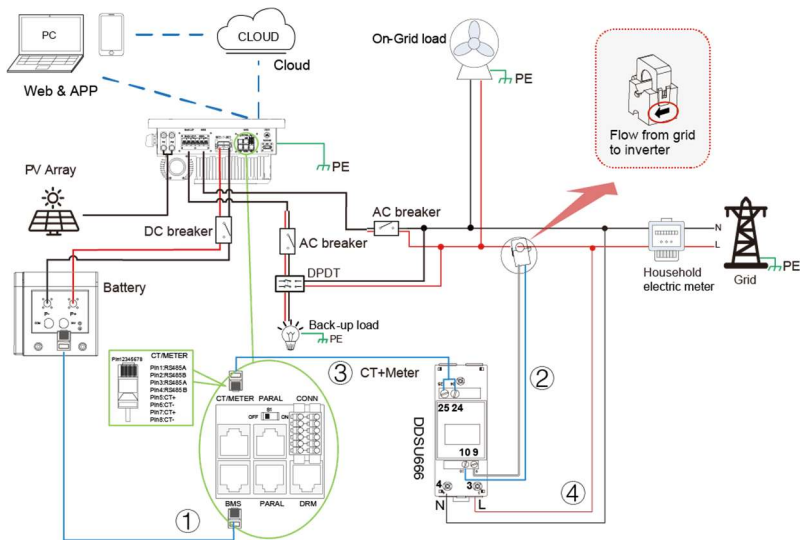 PC
CLOUD
Cloud
Web & APP
On-Grid load
PE
Flow from grid
to inverter
PE
PV Array
DC breaker
AC breaker
AC breaker
N
L
Household
electric meter
Grid
PE
Battery
P-
P+
DPDT
Back-up load
PE
Pin12345678
CT/METER
Pin1:RS485A
Pin2:RS485B
Pin3:RS485A
Pin4:RS485B
Pin5:CT+
Pin6:CT-
Pin7:CT+
Pin8:CT-
③ CT+Meter
②
CT/METER PARAL CONN
OFF ON
25 24
10 9
DDSU666
4 3
N L
④
BMS PARAL DRM
①